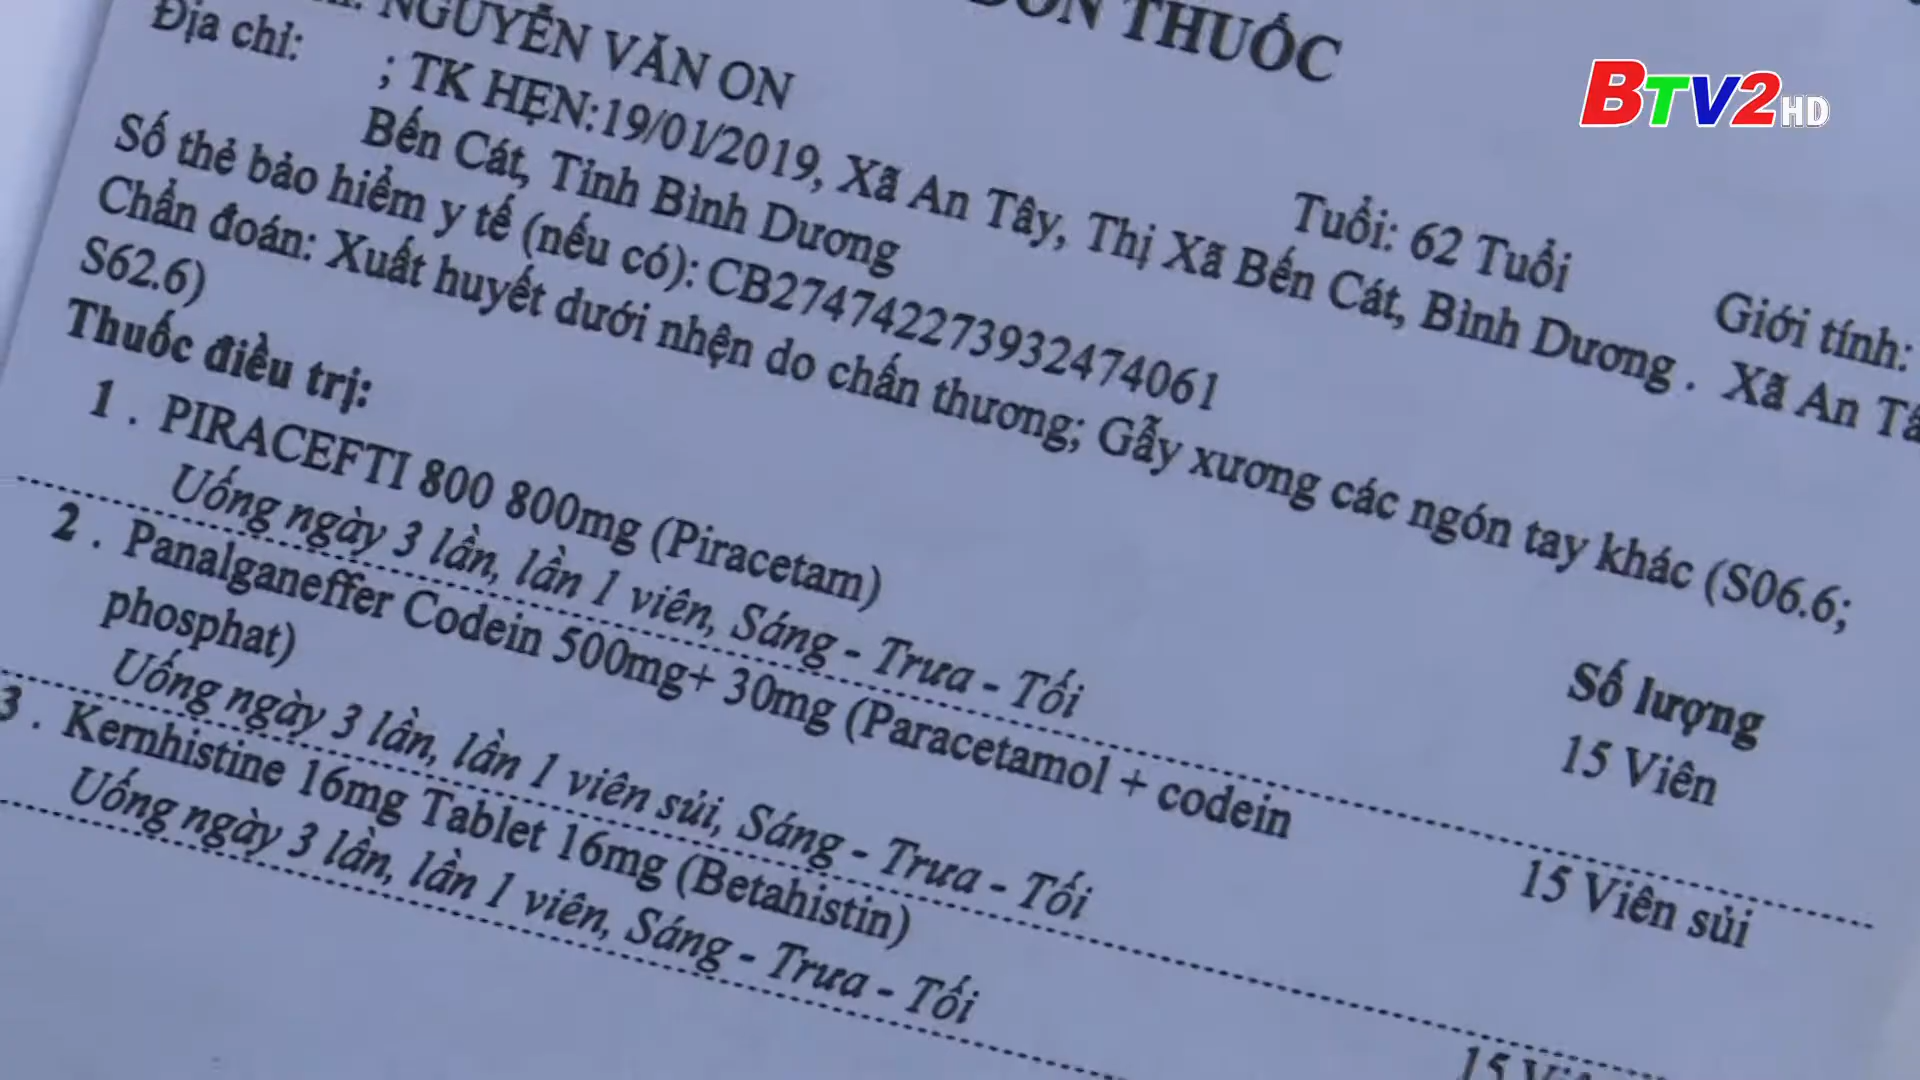 ĐƠN THUỐC
BTV2 HD
NGUYỄN VĂN ON
Tuổi: 62 Tuổi
Giới tính:
Địa chỉ: ; TK HẸN:19/01/2019, Xã An Tây, Thị Xã Bến Cát, Bình Dương . Xã An
Bến Cát, Tỉnh Bình Dương
Số thẻ bảo hiểm y tế (nếu có): CB274742273932474061
Chẩn đoán: Xuất huyết dưới nhện do chấn thương; Gẫy xương các ngón tay khác (S06.6;
S62.6)
Thuốc điều trị:
Số lượng
1 . PIRACEFTI 800 800mg (Piracetam)
15 Viên
Uống ngày 3 lần, lần 1 viên, Sáng - Trưa - Tối
2 . Panalganeffer Codein 500mg+ 30mg (Paracetamol + codein
phosphat)
15 Viên sủi
Uống ngày 3 lần, lần 1 viên sủi, Sáng - Trưa - Tối
3 . Kernhistine 16mg Tablet 16mg (Betahistin)
15
Uống ngày 3 lần, lần 1 viên, Sáng - Trưa - Tối